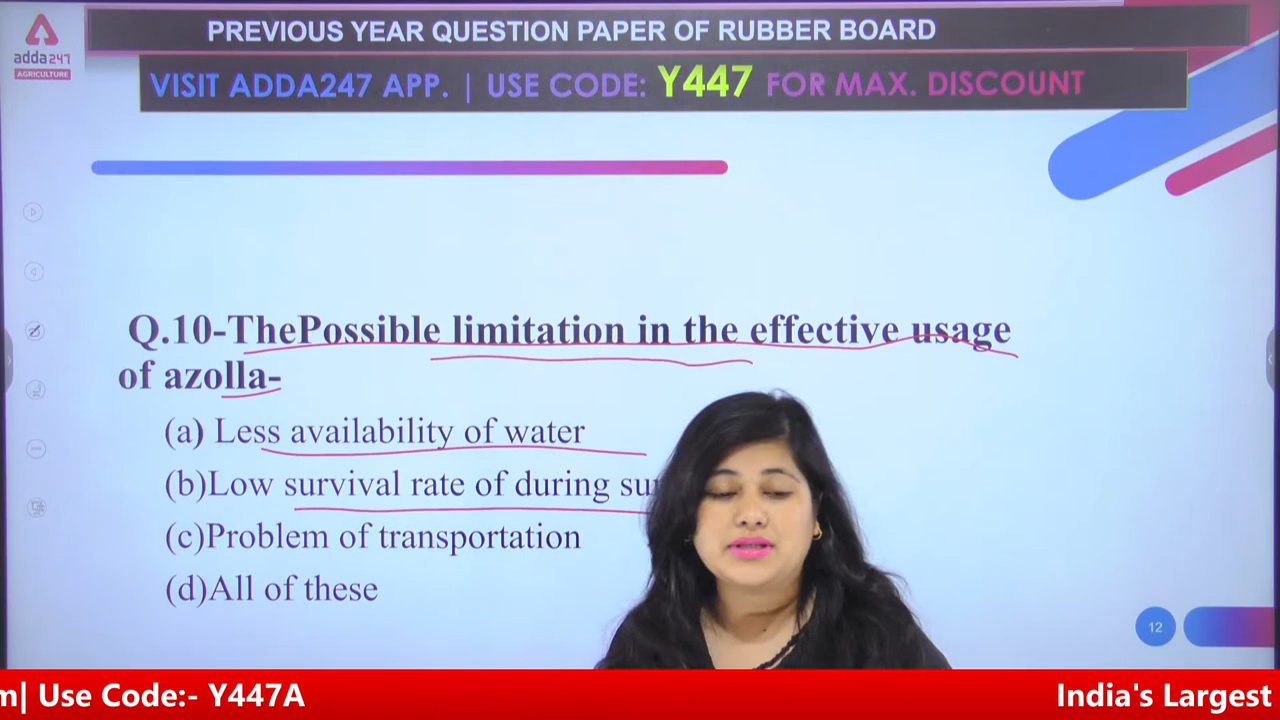 adda247
AGRICULTURE
PREVIOUS YEAR QUESTION PAPER OF RUBBER BOARD
VISIT ADDA247 APP. | USE CODE: Y447 FOR MAX. DISCOUNT
Q.10-ThePossible limitation in the effective usage
of azolla-
(a) Less availability of water
(b)Low survival rate of during
(c)Problem of transportation
(d)All of these
12
Use Code:- Y447A
India's Largest